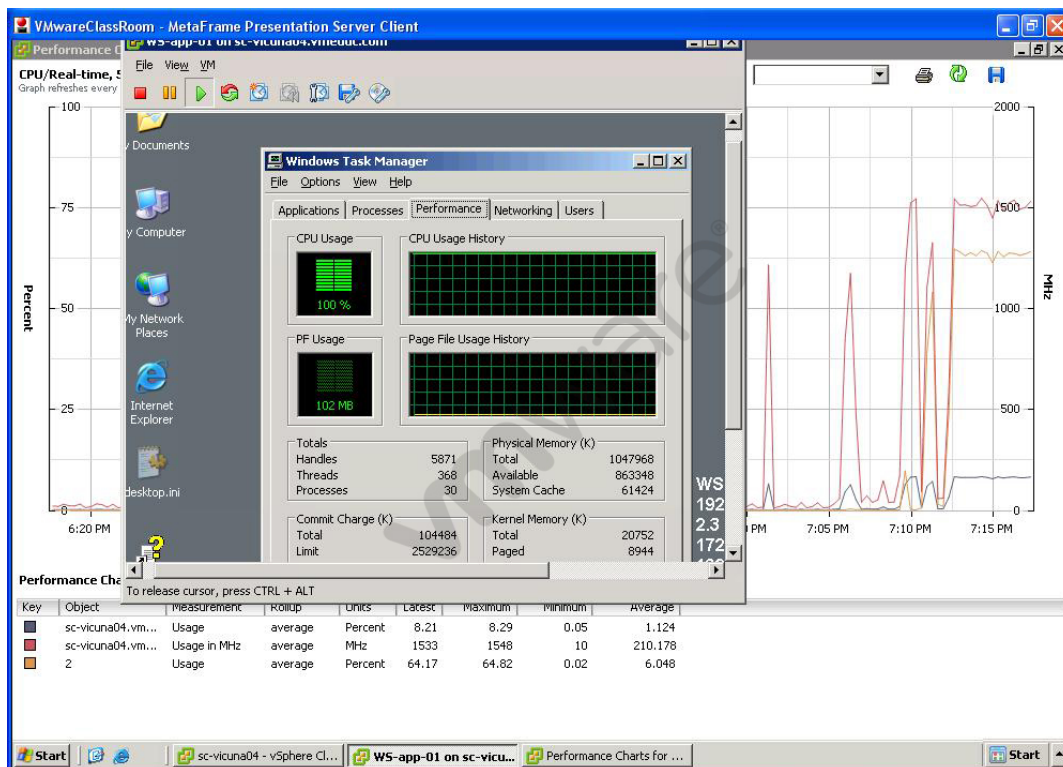 VMwareClassRoom - MetaFrame Presentation Server Client
Performance C
WS-app-01 on sc-vicuna04.vmeduc.com
CPU/Real-time, S
Graph refreshes every
File View VM
100
2000
y Documents
Windows Task Manager
File Options View Help
Applications Processes Performance Networking Users
75
1500
y Computer
CPU Usage
CPU Usage History
100 %
Percent
MHz
50
1000
My Network
Places
PF Usage
Page File Usage History
102 MB
25
500
Internet
Explorer
Totals
Handles 5871
Threads 368
Processes 30
Physical Memory (K)
Total 1047968
Available 863348
System Cache 61424
desktop.ini
Commit Charge (K)
Total 104484
Limit 2529236
Kernel Memory (K)
Total 20752
Paged 8944
WS
192
2.3
172
vmware®
0
0
6:20 PM
PM
7:05 PM
7:10 PM
7:15 PM
To release cursor, press CTRL + ALT
Performance Cha
Key Object Measurement Rollup Units Latest Maximum Minimum Average
sc-vicuna04.vm... Usage average Percent 8.21 8.29 0.05 1.124
sc-vicuna04.vm... Usage in MHz average MHz 1533 1548 10 210.178
2 Usage average Percent 64.17 64.82 0.02 6.048
Start
sc-vicuna04 - vSphere Cl...
WS-app-01 on sc-vicu...
Performance Charts for ...
Start